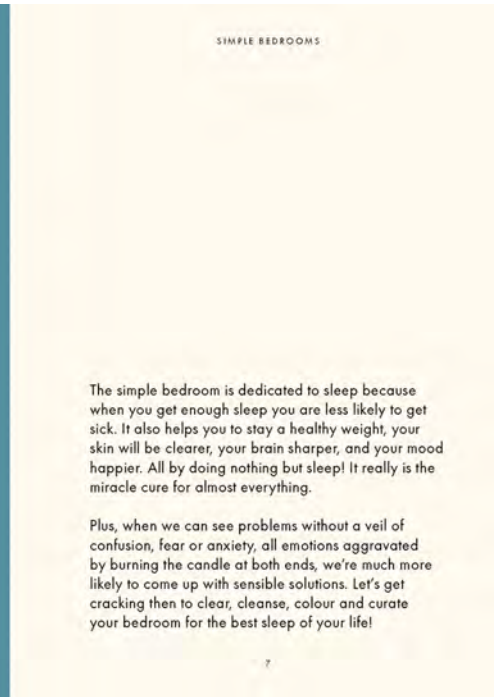 SIMPLE BEDROOMS
The simple bedroom is dedicated to sleep because
when you get enough sleep you are less likely to get
sick. It also helps you to stay a healthy weight, your
skin will be clearer, your brain sharper, and your mood
happier. All by doing nothing but sleep! It really is the
miracle cure for almost everything.
Plus, when we can see problems without a veil of
confusion, fear or anxiety, all emotions aggravated
by burning the candle at both ends, we're much more
likely to come up with sensible solutions. Let's get
cracking then to clear, cleanse, colour and curate
your bedroom for the best sleep of your life!
7